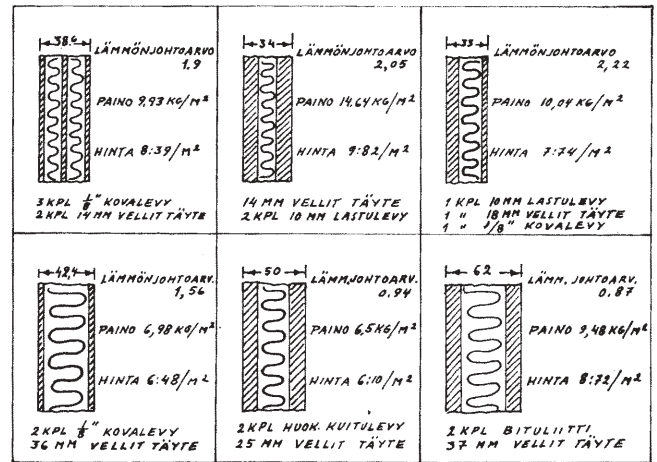 38.6
LÄMMÖNJOHTOARVO
1,9
PAINO 9,93 KG/M²
HINTA 8:39/M²
3 KPL 1/8" KOVALEVY
2 KPL 14 MM VELLIT TÄYTE
34
LÄMMÖNJOHTOARVO
2,05
PAINO 14,64 KG/M²
HINTA 9:82/M²
14 MM VELLIT TÄYTE
2 KPL 10 MM LASTULEVY
33
LÄMMÖNJOHTOARVO
2,22
PAINO 10,04 KG/M²
HINTA 7:74/M²
1 KPL 10 MM LASTULEVY
1 " 18 MM VELLIT TÄYTE
1 " 1/8" KOVALEVY
42,4
LÄMMÖNJOHTOARV.
1,56
PAINO 6,98 KG/M²
HINTA 6:48/M²
2 KPL 1/8" KOVALEVY
36 MM VELLIT TÄYTE
50
LÄMM.JOHTOARV.
0.94
PAINO 6,5 KG/M²
HINTA 6:10/M²
2 KPL HUOK. KUITULEVY
25 MM VELLIT TÄYTE
62
LÄMM. JOHTOARV.
0.87
PAINO 9,48 KG/M²
HINTA 8:72/M²
2 KPL BITULIITTI
37 MM VELLIT TÄYTE